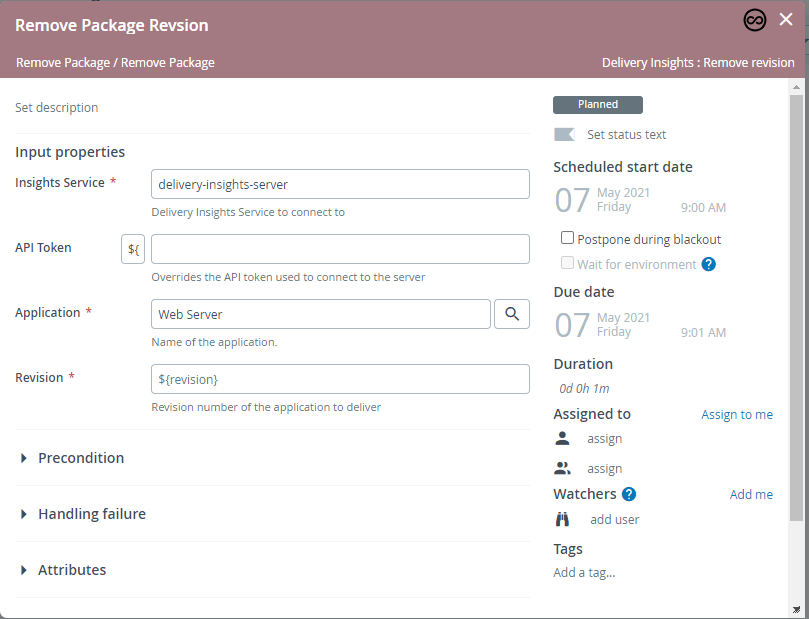 Remove Package Revsion
Remove Package / Remove Package
Delivery Insights : Remove revision
Set description
Input properties
Insights Service *
delivery-insights-server
Delivery Insights Service to connect to
API Token
${
Overrides the API token used to connect to the server
Application *
Web Server
Name of the application.
Revision *
${revision}
Revision number of the application to deliver
Precondition
Handling failure
Attributes
Planned
Set status text
Scheduled start date
07 May 2021
Friday
9:00 AM
Postpone during blackout
Wait for environment ?
Due date
07 May 2021
Friday
9:01 AM
Duration
0d 0h 1m
Assigned to
Assign to me
assign
assign
Watchers ?
Add me
add user
Tags
Add a tag...